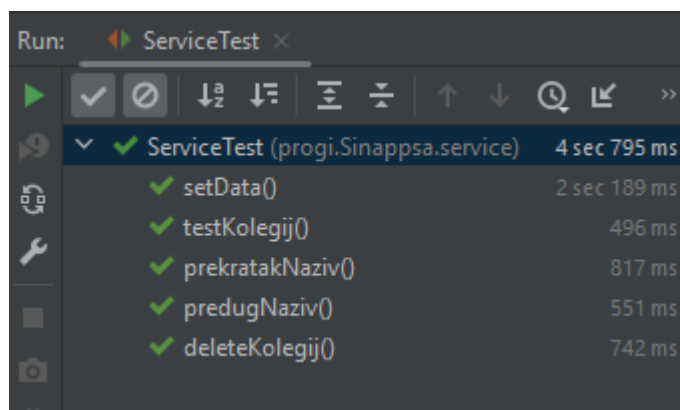 Run: ServiceTest
ServiceTest (progi.Sinappsa.service) 4 sec 795 ms
setData() 2 sec 189 ms
testKolegij() 496 ms
prekratakNaziv() 817 ms
predugNaziv() 551 ms
deleteKolegij() 742 ms